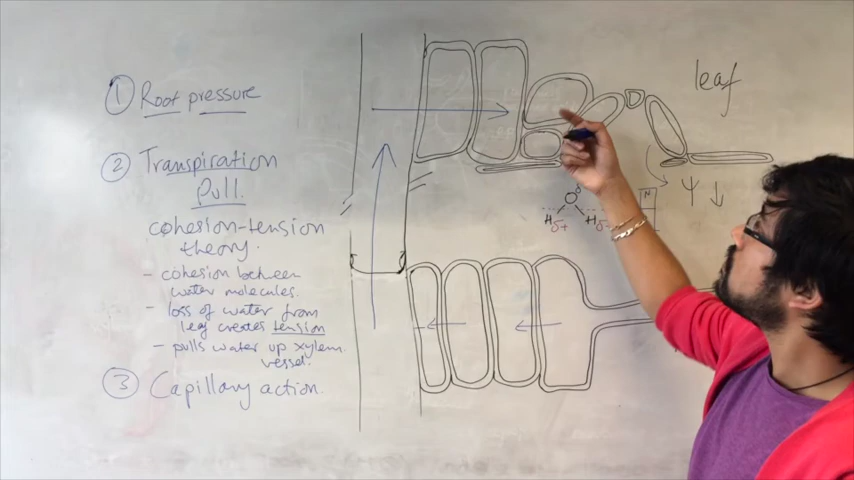 ① Root pressure
② Transpiration
Pull.
cohesion-tension
theory.
- cohesion between
water molecules.
- loss of water from
leaf creates tension
- pulls water up xylem
vessel.
③ Capillary action.
leaf
Ψ ↓
O
H H
δ+ δ
N